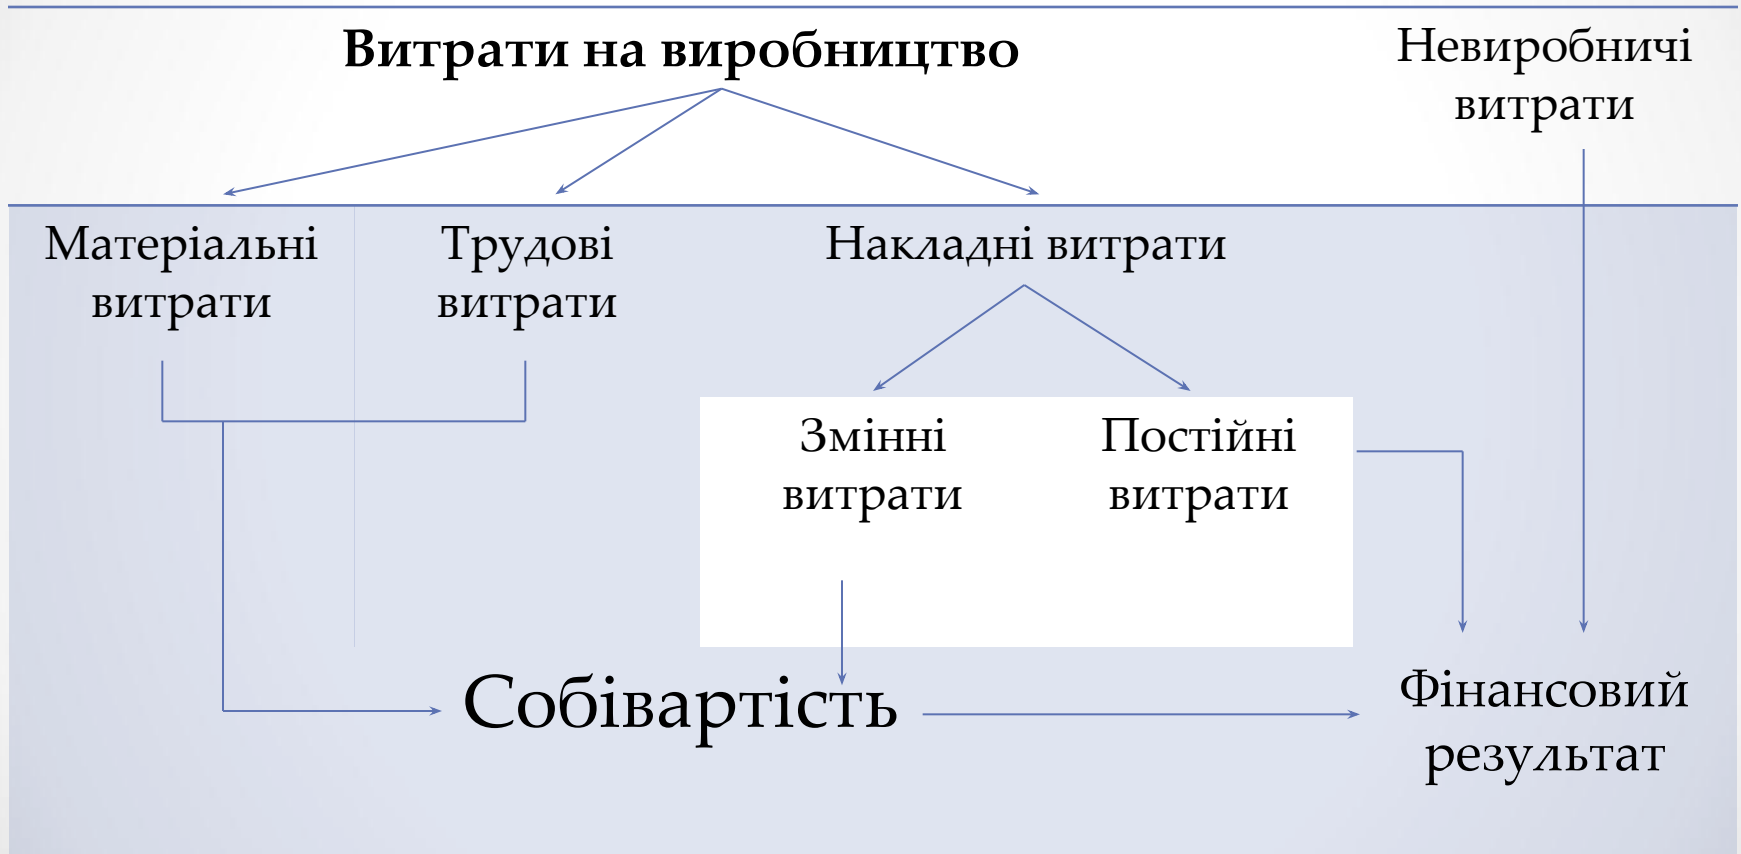 Витрати на виробництво
Невиробничі
витрати
Матеріальні
витрати
Трудові
витрати
Накладні витрати
Змінні
витрати
Постійні
витрати
Собівартість
Фінансовий
результат